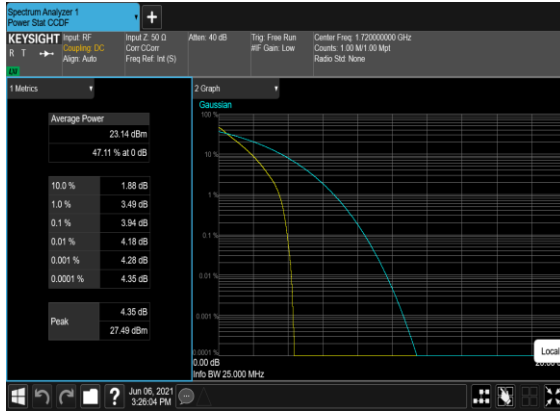 Spectrum Analyzer 1
Power Stat CCDF
KEYSIGHT
R T
LU
Input: RF
Coupling: DC
Align: Auto
Input Z: 50 Ω
Corr CCorr
Freq Ref: Int (S)
Atten: 40 dB
Trig: Free Run
#IF Gain: Low
Center Freq: 1.720000000 GHz
Counts: 1.00 M/1.00 Mpt
Radio Std: None
1 Metrics
Average Power
23.14 dBm
47.11 % at 0 dB
10.0 % 1.88 dB
1.0 % 3.49 dB
0.1 % 3.94 dB
0.01 % 4.18 dB
0.001 % 4.28 dB
0.0001 % 4.35 dB
Peak
4.35 dB
27.49 dBm
2 Graph
Gaussian
100 %
10 %
1 %
0.1 %
0.01 %
0.001 %
0.0001 %
0.00 dB
Info BW 25.000 MHz
Local
Jun 06, 2021
3:26:04 PM